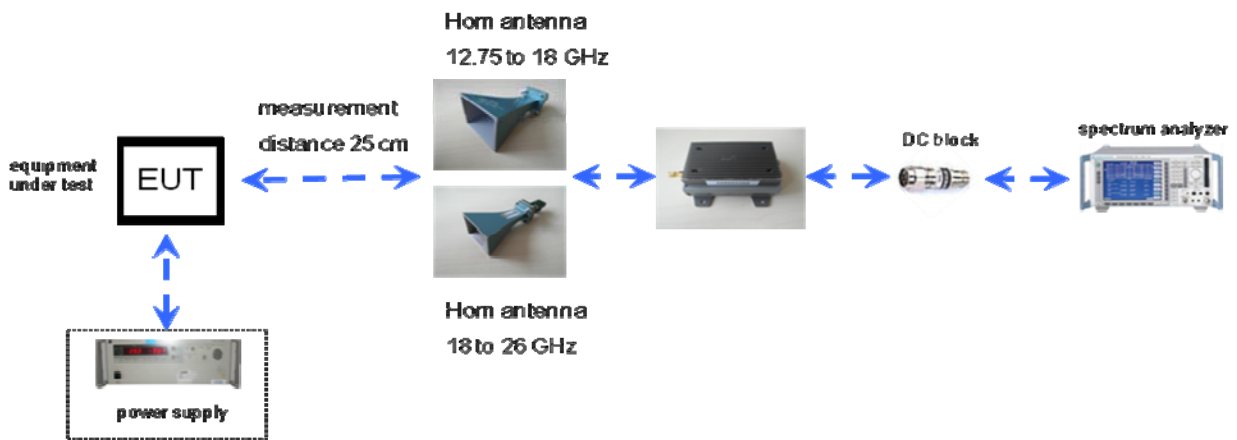 Horn antenna
12.75 to 18 GHz
measurement
distance 25 cm
equipment
under test
EUT
DC block
spectrum analyzer
Horn antenna
18 to 26 GHz
power supply